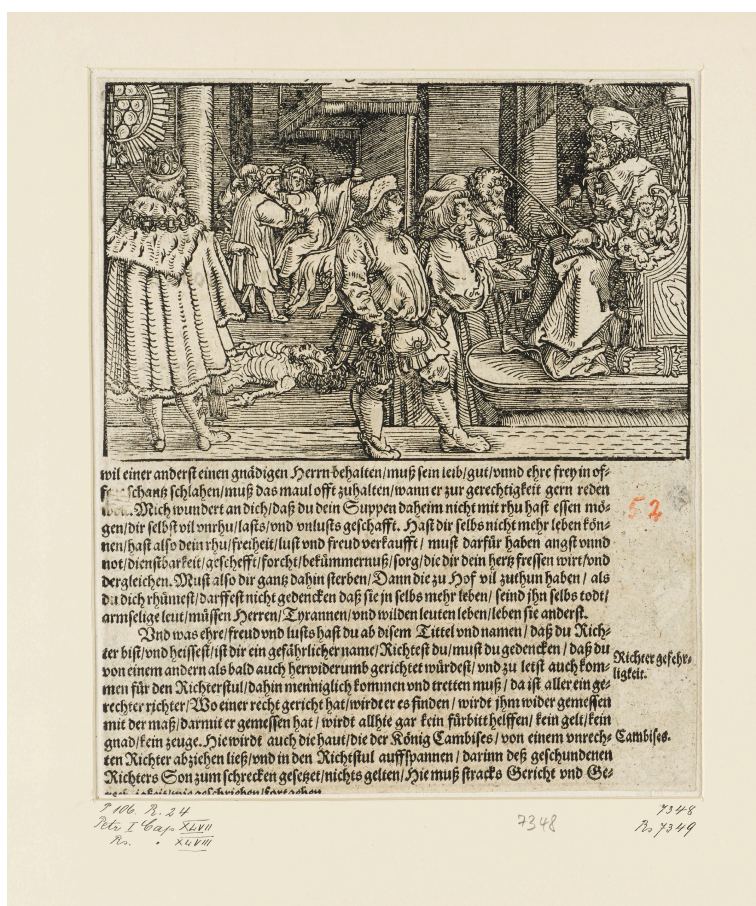 wil einer anderst einen gnädigen Herrn behalten/muß sein leib/gut/vnnd ehre frey in of-
schantz schlahen/muß das maul offt zuhalten/wann er zur gerechtigkeit gern reden
Mich wundert an dich/daß du dein Suppen daheim nicht mit rhu hast essen mö-
gen/dir selbst vil vnrhu/lasts/vnd vnlusts geschafft. Hast dir selbs nicht mehr leben kön-
nen/hast also dein rhu/freiheit/lust vnd freud verkaufft/ must darfür haben angst vnnd
not/dienstbarkeit/geschefft/forcht/bekümmernuß/sorg/die dir dein hertz fressen wirt/vnd
dergleichen. Must also dir gantz dahin sterben/Dann die zu Hof vil zuthun haben/ als
du dich rhümest/darffest nicht gedencken daß sie jn selbs mehr leben/ seind jhn selbs todt/
armselige leut/müssen Herren/Tyrannen/vnd wilden leuten leben/leben sie anderst.
Vnd was ehre/freud vnd lusts hast du ab disem Tittel vnd namen/ daß du Rich-
ter bist/vnd heissest/ist dir ein gefährlicher name/Richtest du/must du gedencken/ daß du
von einem andern als bald auch herwiderumb gerichtet würdest/ vnd zu letst auch kom-
men für den Richterstul/dahin menniglich kommen vnd tretten muß/ da ist aller ein ge-
rechter richter/Wo einer recht gericht hat/wirdt er es finden/ wirdt jhm wider gemessen
mit der maß/darmit er gemessen hat/ wirdt allhie gar kein fürbitt helffen/ kein gelt/kein
gnad/kein zeuge. Hie wirdt auch die haut/die der König Cambises/ von einem vnrech-
ten Richter abziehen ließ/vnd in den Richtstul auffspannen/ darinn deß geschundenen
Richters Son zum schrecken gesetzet/nichts gelten/Hie muß stracks Gericht vnd Ge-
Richter gefehr-
ligkeit.
Cambises.
52
P 106. R. 24
Petr. I Cap XLVII
Rs. " XLVIII
7348
7348
Rs 7349